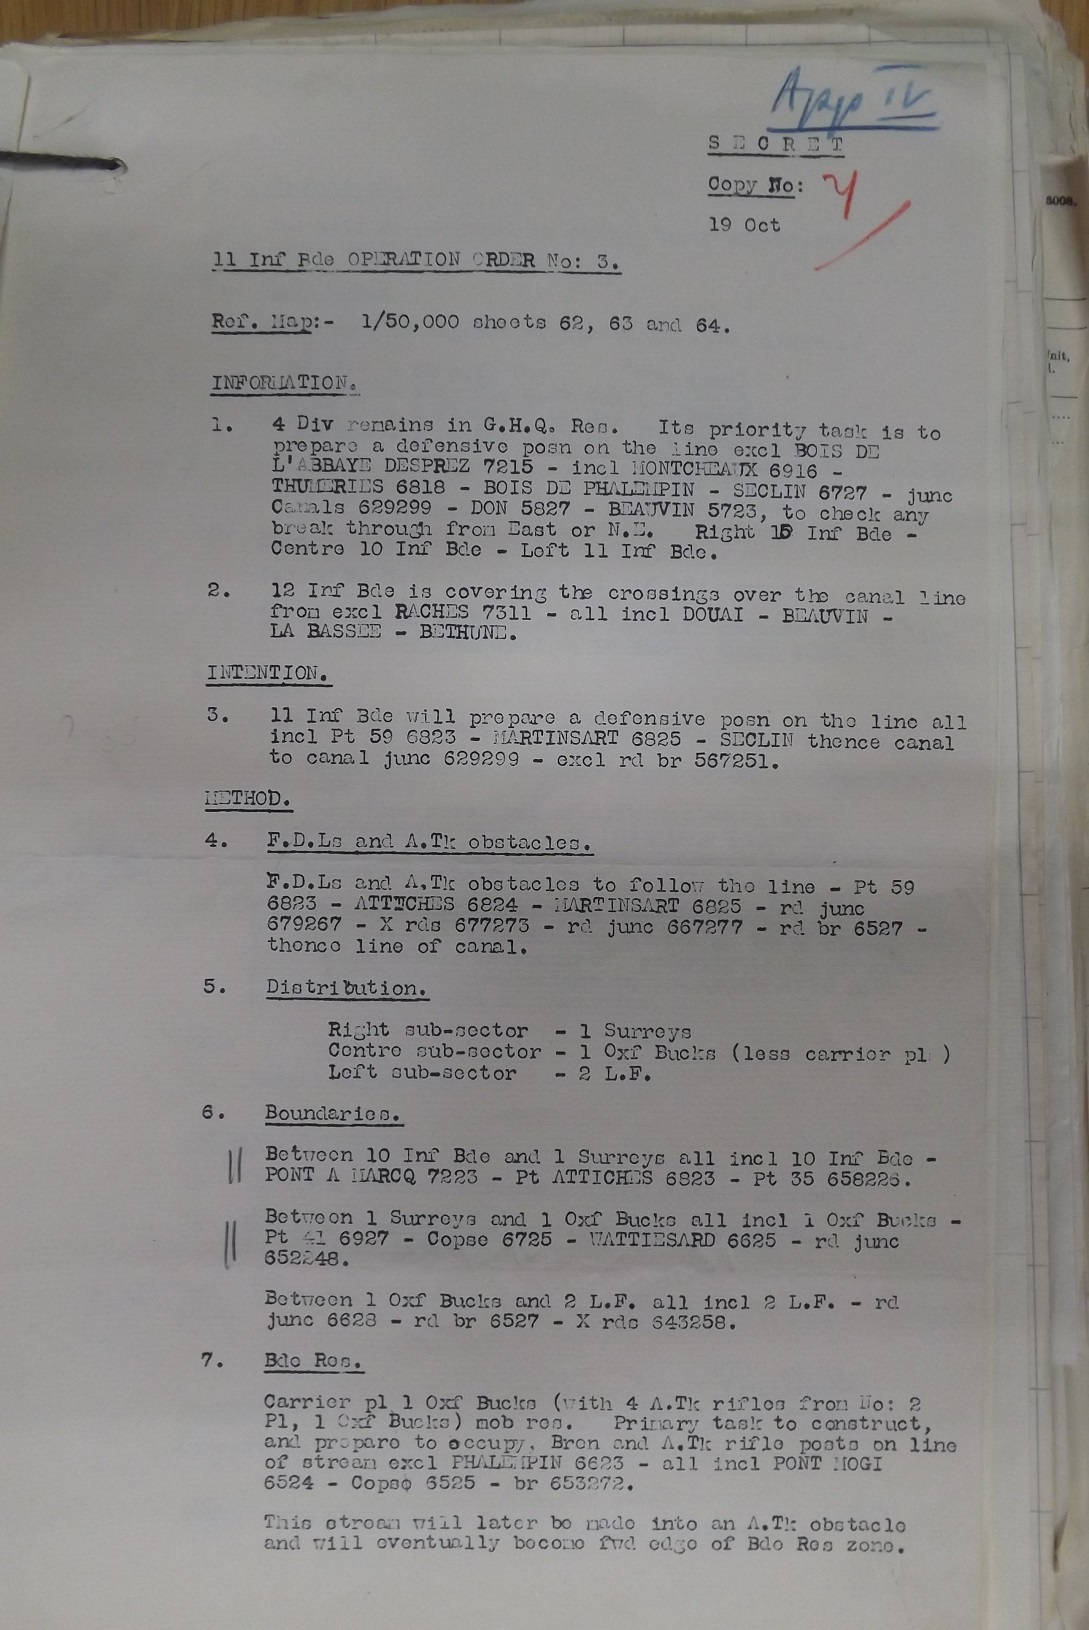 App IV
SECRET
Copy No: 4
19 Oct
11 Inf Bde OPERATION ORDER No: 3.
Ref. Map:- 1/50,000 sheets 62, 63 and 64.
INFORMATION.
1. 4 Div remains in G.H.Q. Res. Its priority task is to
prepare a defensive posn on the line excl BOIS DE
L'ABBAYE DESPREZ 7215 - incl MONTCHEAUX 6916 -
THUMERIES 6818 - BOIS DE PHALEMPIN - SECLIN 6727 - junc
Canals 629299 - DON 5827 - BEAUVIN 5723, to check any
break through from East or N.E. Right 15 Inf Bde -
Centre 10 Inf Bde - Left 11 Inf Bde.
2. 12 Inf Bde is covering the crossings over the canal line
from excl RACHES 7311 - all incl DOUAI - BEAUVIN -
LA BASSEE - BETHUNE.
INTENTION.
3. 11 Inf Bde will prepare a defensive posn on the line all
incl Pt 59 6823 - MARTINSART 6825 - SECLIN thence canal
to canal junc 629299 - excl rd br 567251.
METHOD.
4. F.D.Ls and A.Tk obstacles.
F.D.Ls and A.Tk obstacles to follow the line - Pt 59
6823 - ATTICHES 6824 - MARTINSART 6825 - rd junc
679267 - X rds 677273 - rd junc 667277 - rd br 6527 -
thence line of canal.
5. Distribution.
Right sub-sector - 1 Surreys
Centre sub-sector - 1 Oxf Bucks (less carrier pl )
Left sub-sector - 2 L.F.
6. Boundaries.
Between 10 Inf Bde and 1 Surreys all incl 10 Inf Bde -
PONT A MARCQ 7223 - Pt ATTICHES 6823 - Pt 35 658226.
Between 1 Surreys and 1 Oxf Bucks all incl 1 Oxf Bucks -
Pt 41 6927 - Copse 6725 - WATTIESARD 6625 - rd junc
652248.
Between 1 Oxf Bucks and 2 L.F. all incl 2 L.F. - rd
junc 6628 - rd br 6527 - X rds 643258.
7. Bde Res.
Carrier pl 1 Oxf Bucks (with 4 A.Tk rifles from No: 2
Pl, 1 Oxf Bucks) mob res. Primary task to construct,
and prepare to occupy, Bren and A.Tk rifle posts on line
of stream excl PHALEMPIN 6623 - all incl PONT MOGI
6524 - Copse 6525 - br 653272.
This stream will later be made into an A.Tk obstacle
and will eventually become fwd edge of Bde Res zone.